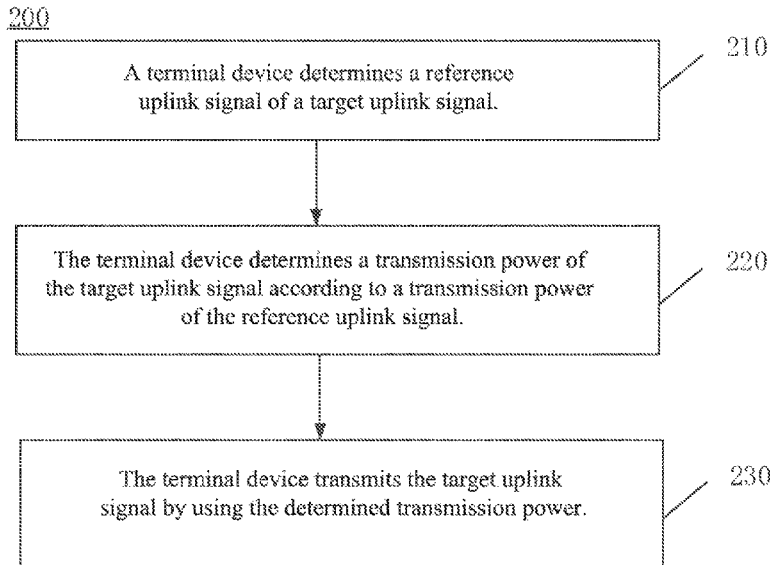 200
210
A terminal device determines a reference
uplink signal of a target uplink signal.
220
The terminal device determines a transmission power of
the target uplink signal according to a transmission power
of the reference uplink signal.
230
The terminal device transmits the target uplink
signal by using the determined transmission power.